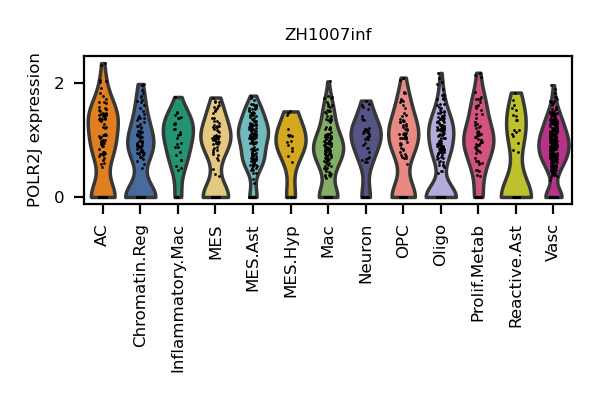 ZH1007inf
POLR2J expression
2
0
AC
Chromatin.Reg
Inflammatory.Mac
MES
MES.Ast
MES.Hyp
Mac
Neuron
OPC
Oligo
Prolif.Metab
Reactive.Ast
Vasc